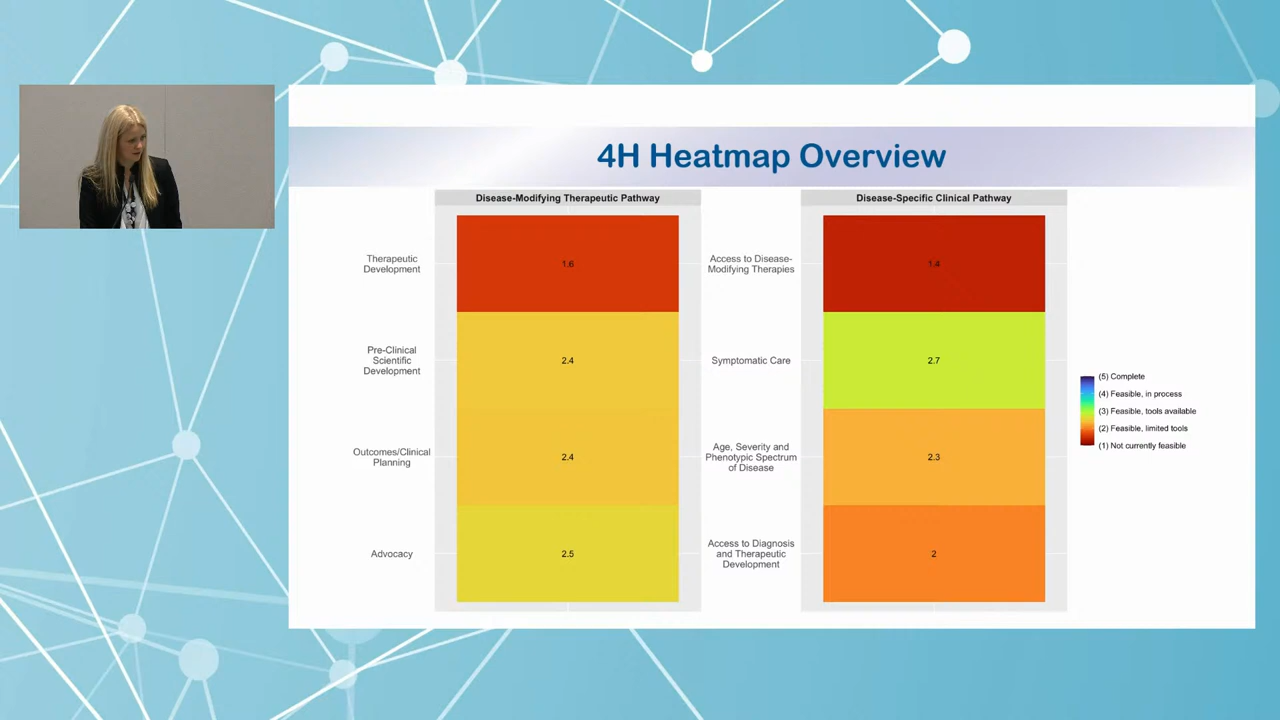 4H Heatmap Overview
Disease-Modifying Therapeutic Pathway
Therapeutic
Development
1.6
Pre-Clinical
Scientific
Development
2.4
Outcomes/Clinical
Planning
2.4
Advocacy
2.5
Disease-Specific Clinical Pathway
Access to Disease-
Modifying Therapies
1.4
Symptomatic Care
2.7
Age, Severity and
Phenotypic Spectrum
of Disease
2.3
Access to Diagnosis
and Therapeutic
Development
2
(5) Complete
(4) Feasible, in process
(3) Feasible, tools available
(2) Feasible, limited tools
(1) Not currently feasible